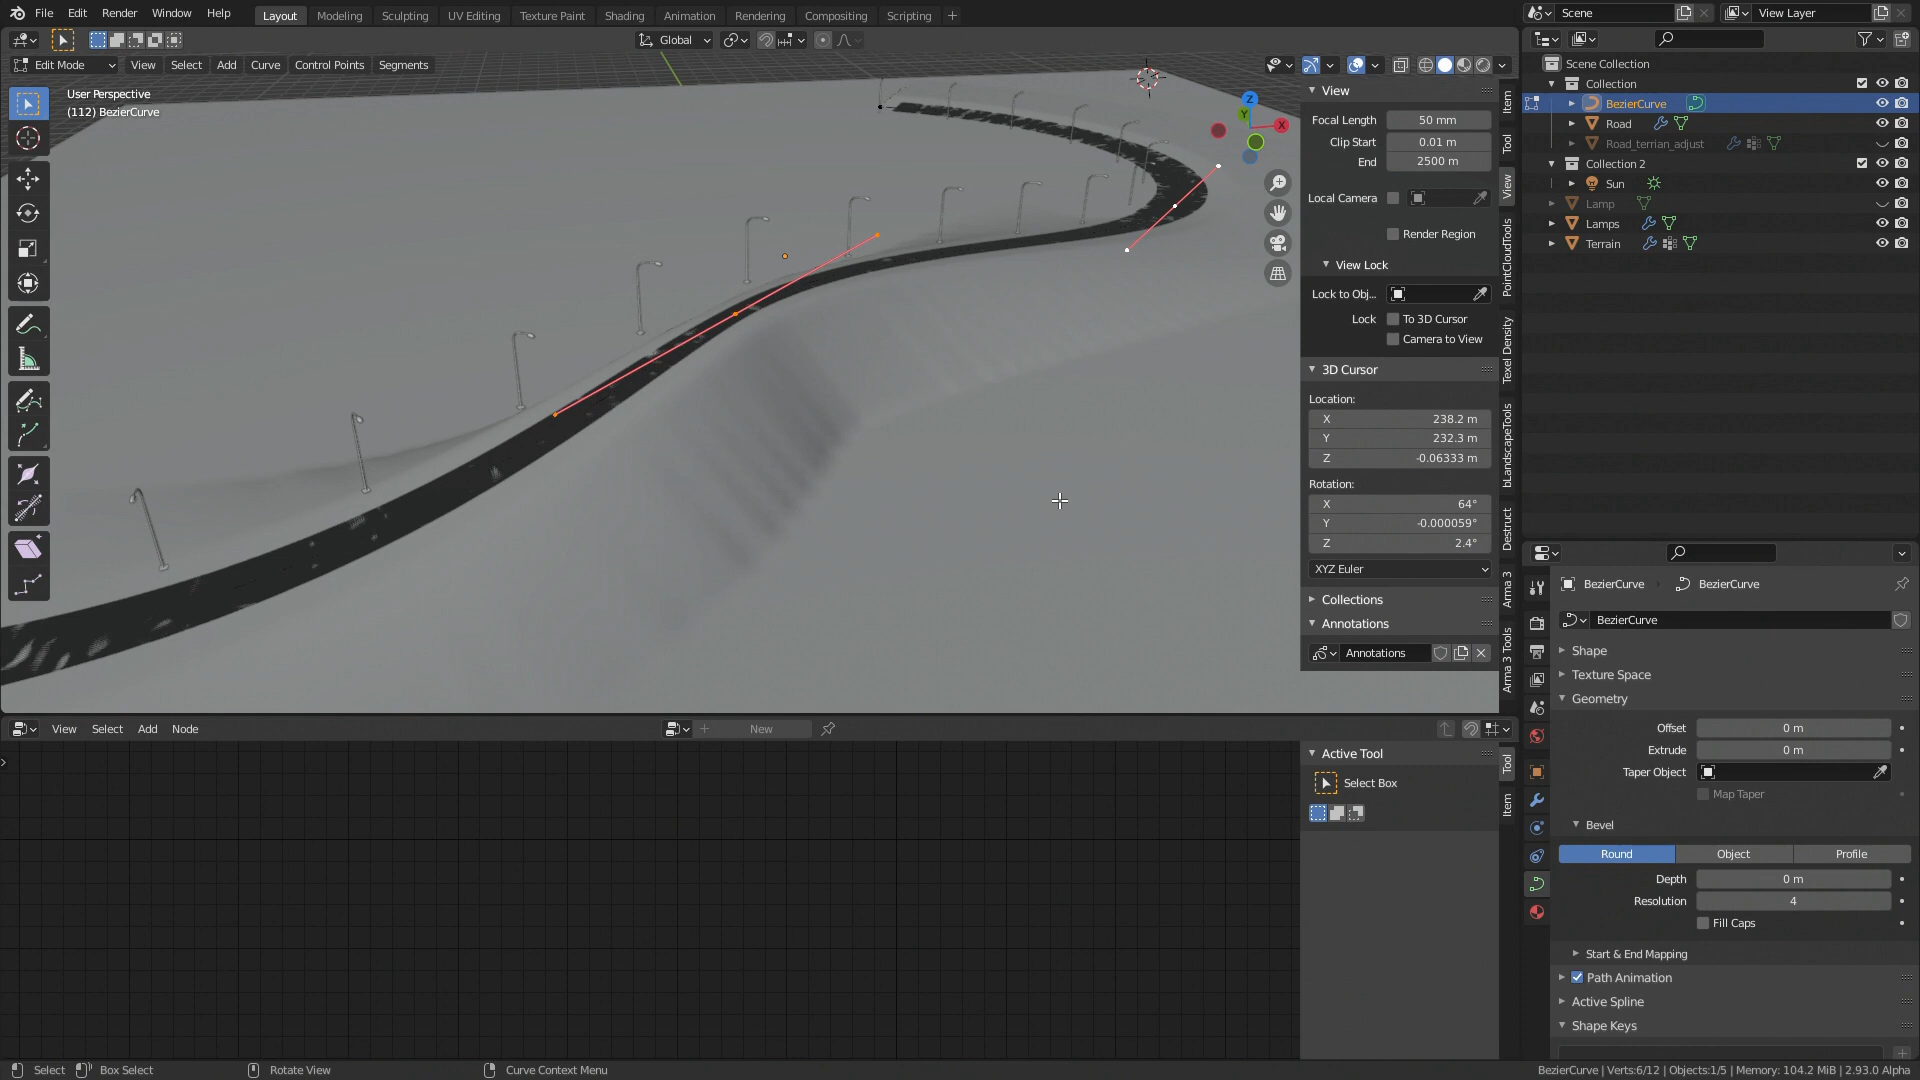 File Edit Render Window Help Layout Modeling Sculpting UV Editing Texture Paint Shading Animation Rendering Compositing Scripting + Scene View Layer
Global
Edit Mode View Select Add Curve Control Points Segments
User Perspective
(112) BezierCurve
Z
Y
X
View
Focal Length 50 mm
Clip Start 0.01 m
End 2500 m
Local Camera
Render Region
View Lock
Lock to Obj...
Lock To 3D Cursor
Camera to View
3D Cursor
Location:
X 238.2 m
Y 232.3 m
Z -0.06333 m
Rotation:
X 64°
Y -0.000059°
Z 2.4°
XYZ Euler
Collections
Annotations
Annotations
Item
Tool
View
PointCloudTools
Texel Density
bLandscapeTools
Destruct
Arma 3
Arma 3 Tools
Scene Collection
Collection
BezierCurve
Road
Road_terrian_adjust
Collection 2
Sun
Lamp
Lamps
Terrain
BezierCurve BezierCurve
BezierCurve
Shape
Texture Space
Geometry
Offset 0 m
Extrude 0 m
Taper Object
Map Taper
Bevel
Round Object Profile
Depth 0 m
Resolution 4
Fill Caps
Start & End Mapping
Path Animation
Active Spline
Shape Keys
View Select Add Node New
Active Tool
Select Box
Tool
Item
Select Box Select Rotate View Curve Context Menu BezierCurve | Verts:6/12 | Objects:1/5 | Memory: 104.2 MiB | 2.93.0 Alpha